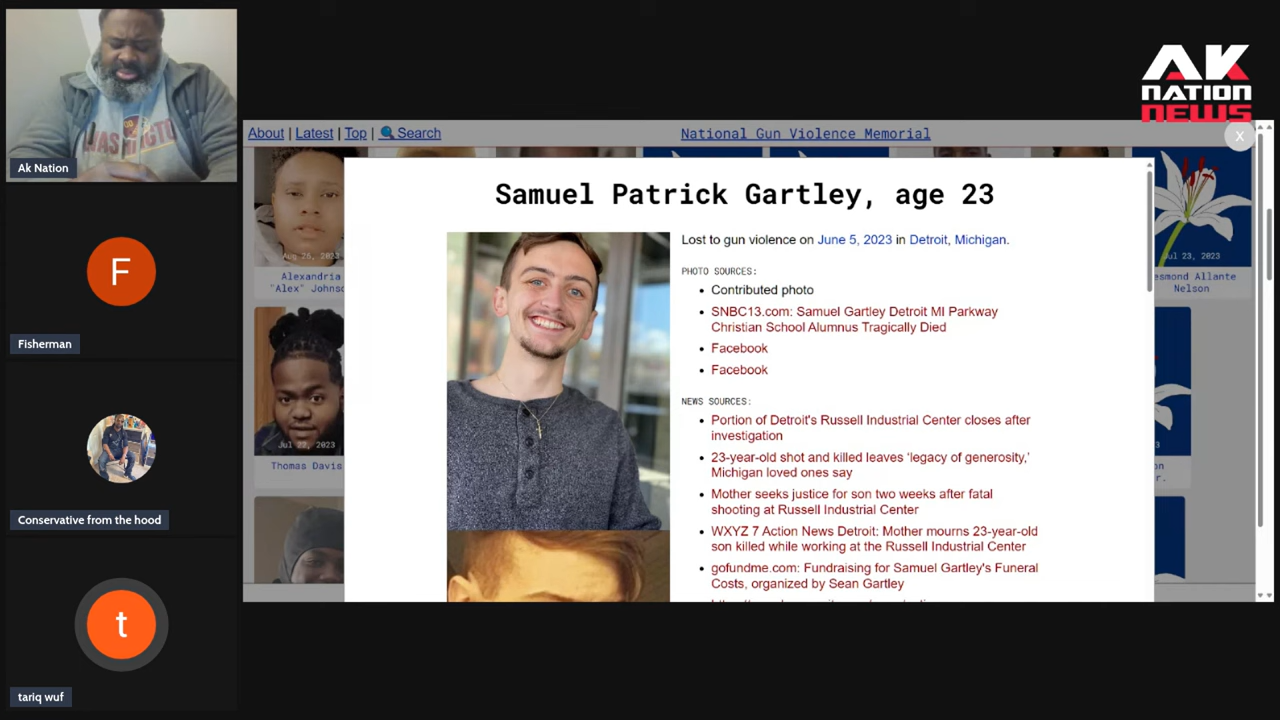 AK
NATION
NEWS
About | Latest | Top | Search
National Gun Violence Memorial
X
Ak Nation
F
Fisherman
Conservative from the hood
t
tariq wuf
Aug 26, 2023
Alexandria
"Alex" Johns
Jul 22, 2023
Thomas Davis
Jul 23, 2023
esmond Allante
Nelson
Samuel Patrick Gartley, age 23
Lost to gun violence on June 5, 2023 in Detroit, Michigan.
PHOTO SOURCES:
• Contributed photo
• SNBC13.com: Samuel Gartley Detroit MI Parkway
Christian School Alumnus Tragically Died
• Facebook
• Facebook
NEWS SOURCES:
• Portion of Detroit's Russell Industrial Center closes after
investigation
• 23-year-old shot and killed leaves ‘legacy of generosity,’
Michigan loved ones say
• Mother seeks justice for son two weeks after fatal
shooting at Russell Industrial Center
• WXYZ 7 Action News Detroit: Mother mourns 23-year-old
son killed while working at the Russell Industrial Center
• gofundme.com: Fundraising for Samuel Gartley's Funeral
Costs, organized by Sean Gartley